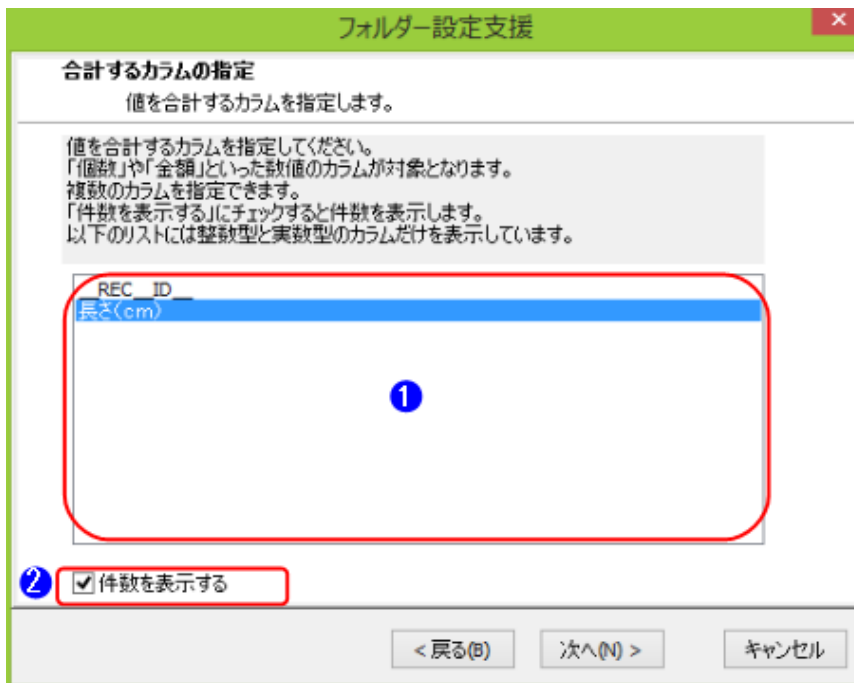 フォルダー設定支援
×
合計するカラムの指定
値を合計するカラムを指定します。
値を合計するカラムを指定してください。
「個数」や「金額」といった数値のカラムが対象となります。
複数のカラムを指定できます。
「件数を表示する」にチェックすると件数を表示します。
以下のリストには整数型と実数型のカラムだけを表示しています。
__REC__ID__
長さ(cm)
1
2 件数を表示する
< 戻る(B) 次へ(N) > キャンセル